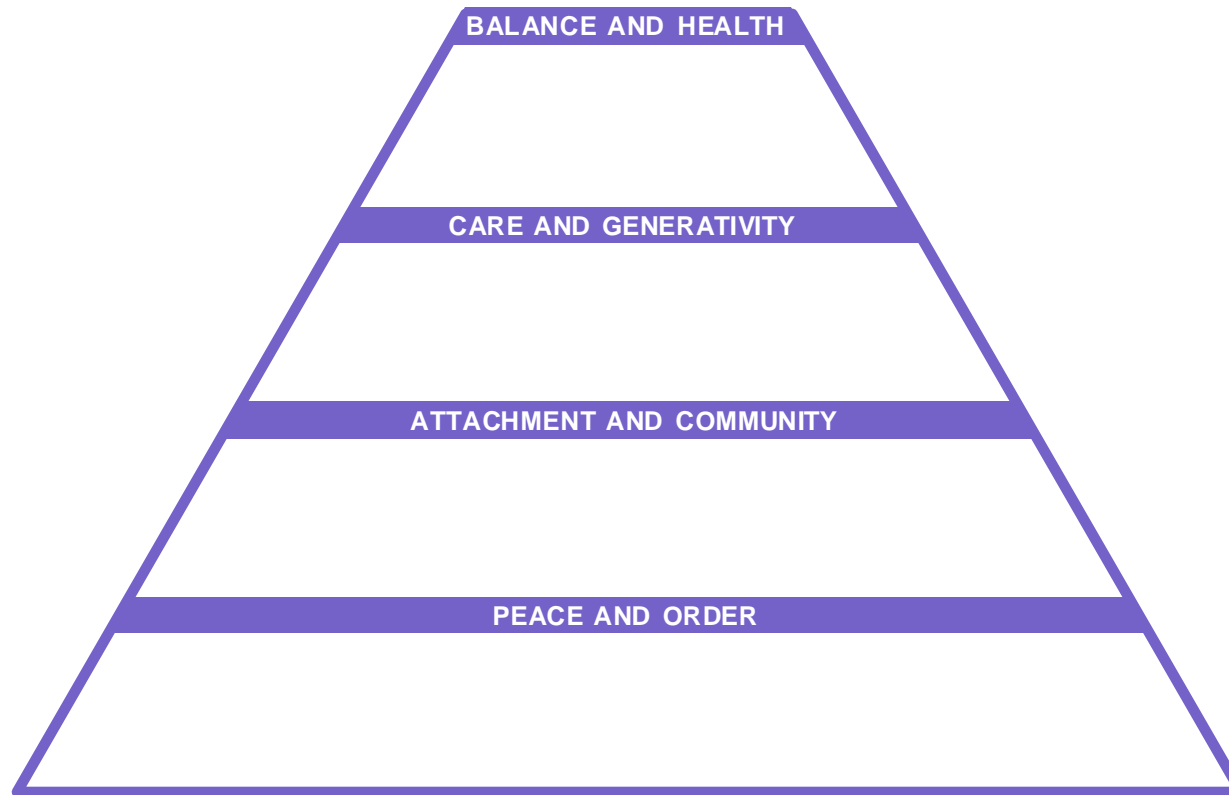 BALANCE AND HEALTH
CARE AND GENERATIVITY
ATTACHMENT AND COMMUNITY
PEACE AND ORDER